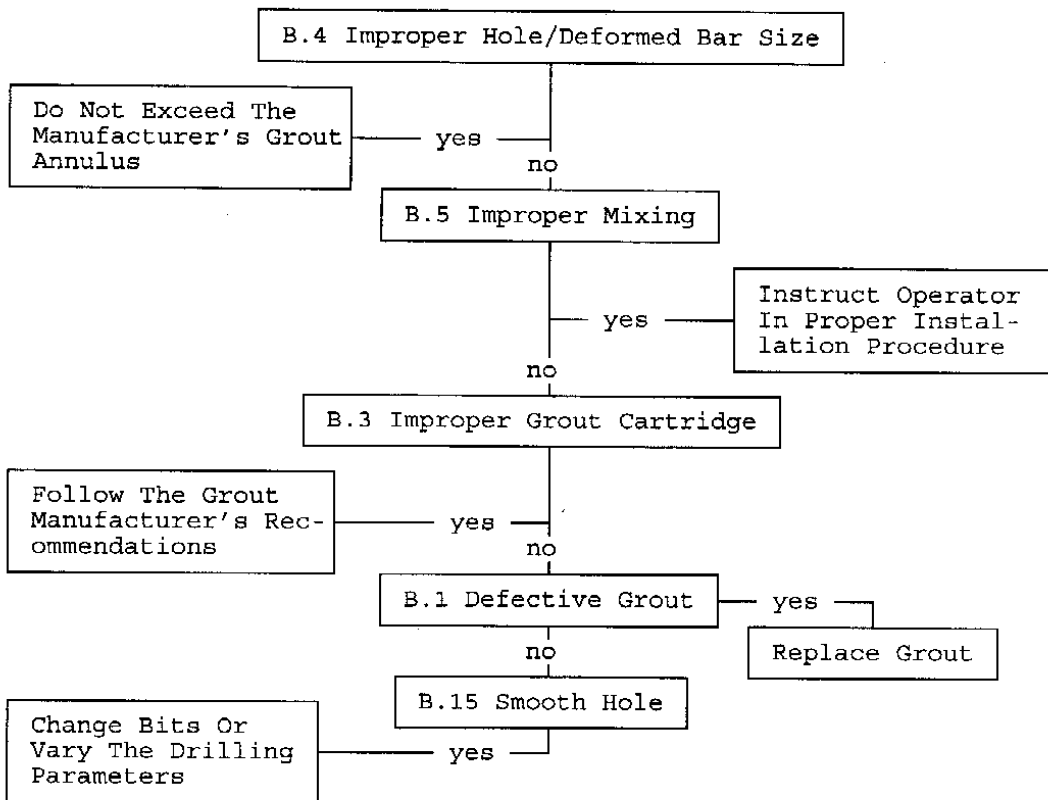 B.4 Improper Hole/Deformed Bar Size
Do Not Exceed The
Manufacturer's Grout
Annulus
yes
no
B.5 Improper Mixing
Instruct Operator
In Proper Instal-
lation Procedure
yes
no
B.3 Improper Grout Cartridge
Follow The Grout
Manufacturer's Rec-
ommendations
yes
no
B.1 Defective Grout
yes
Replace Grout
no
B.15 Smooth Hole
Change Bits Or
Vary The Drilling
Parameters
yes